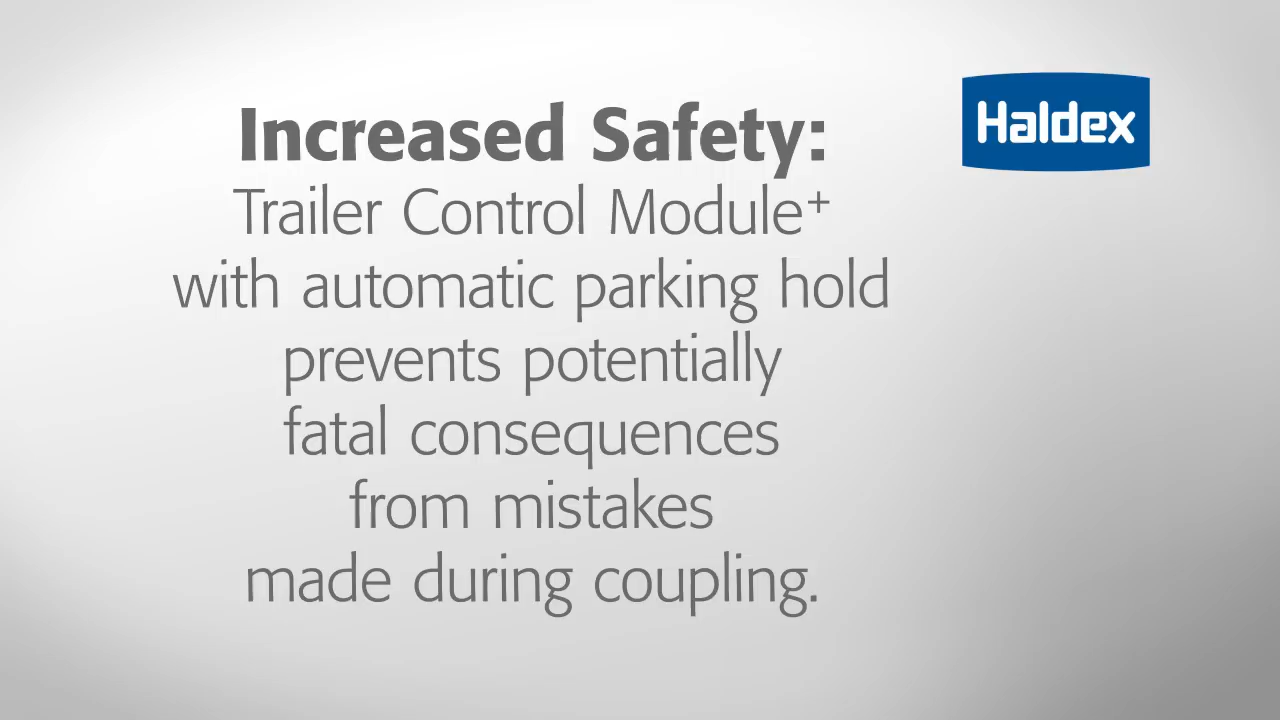 Increased Safety:
Haldex
Trailer Control Module⁺
with automatic parking hold
prevents potentially
fatal consequences
from mistakes
made during coupling.